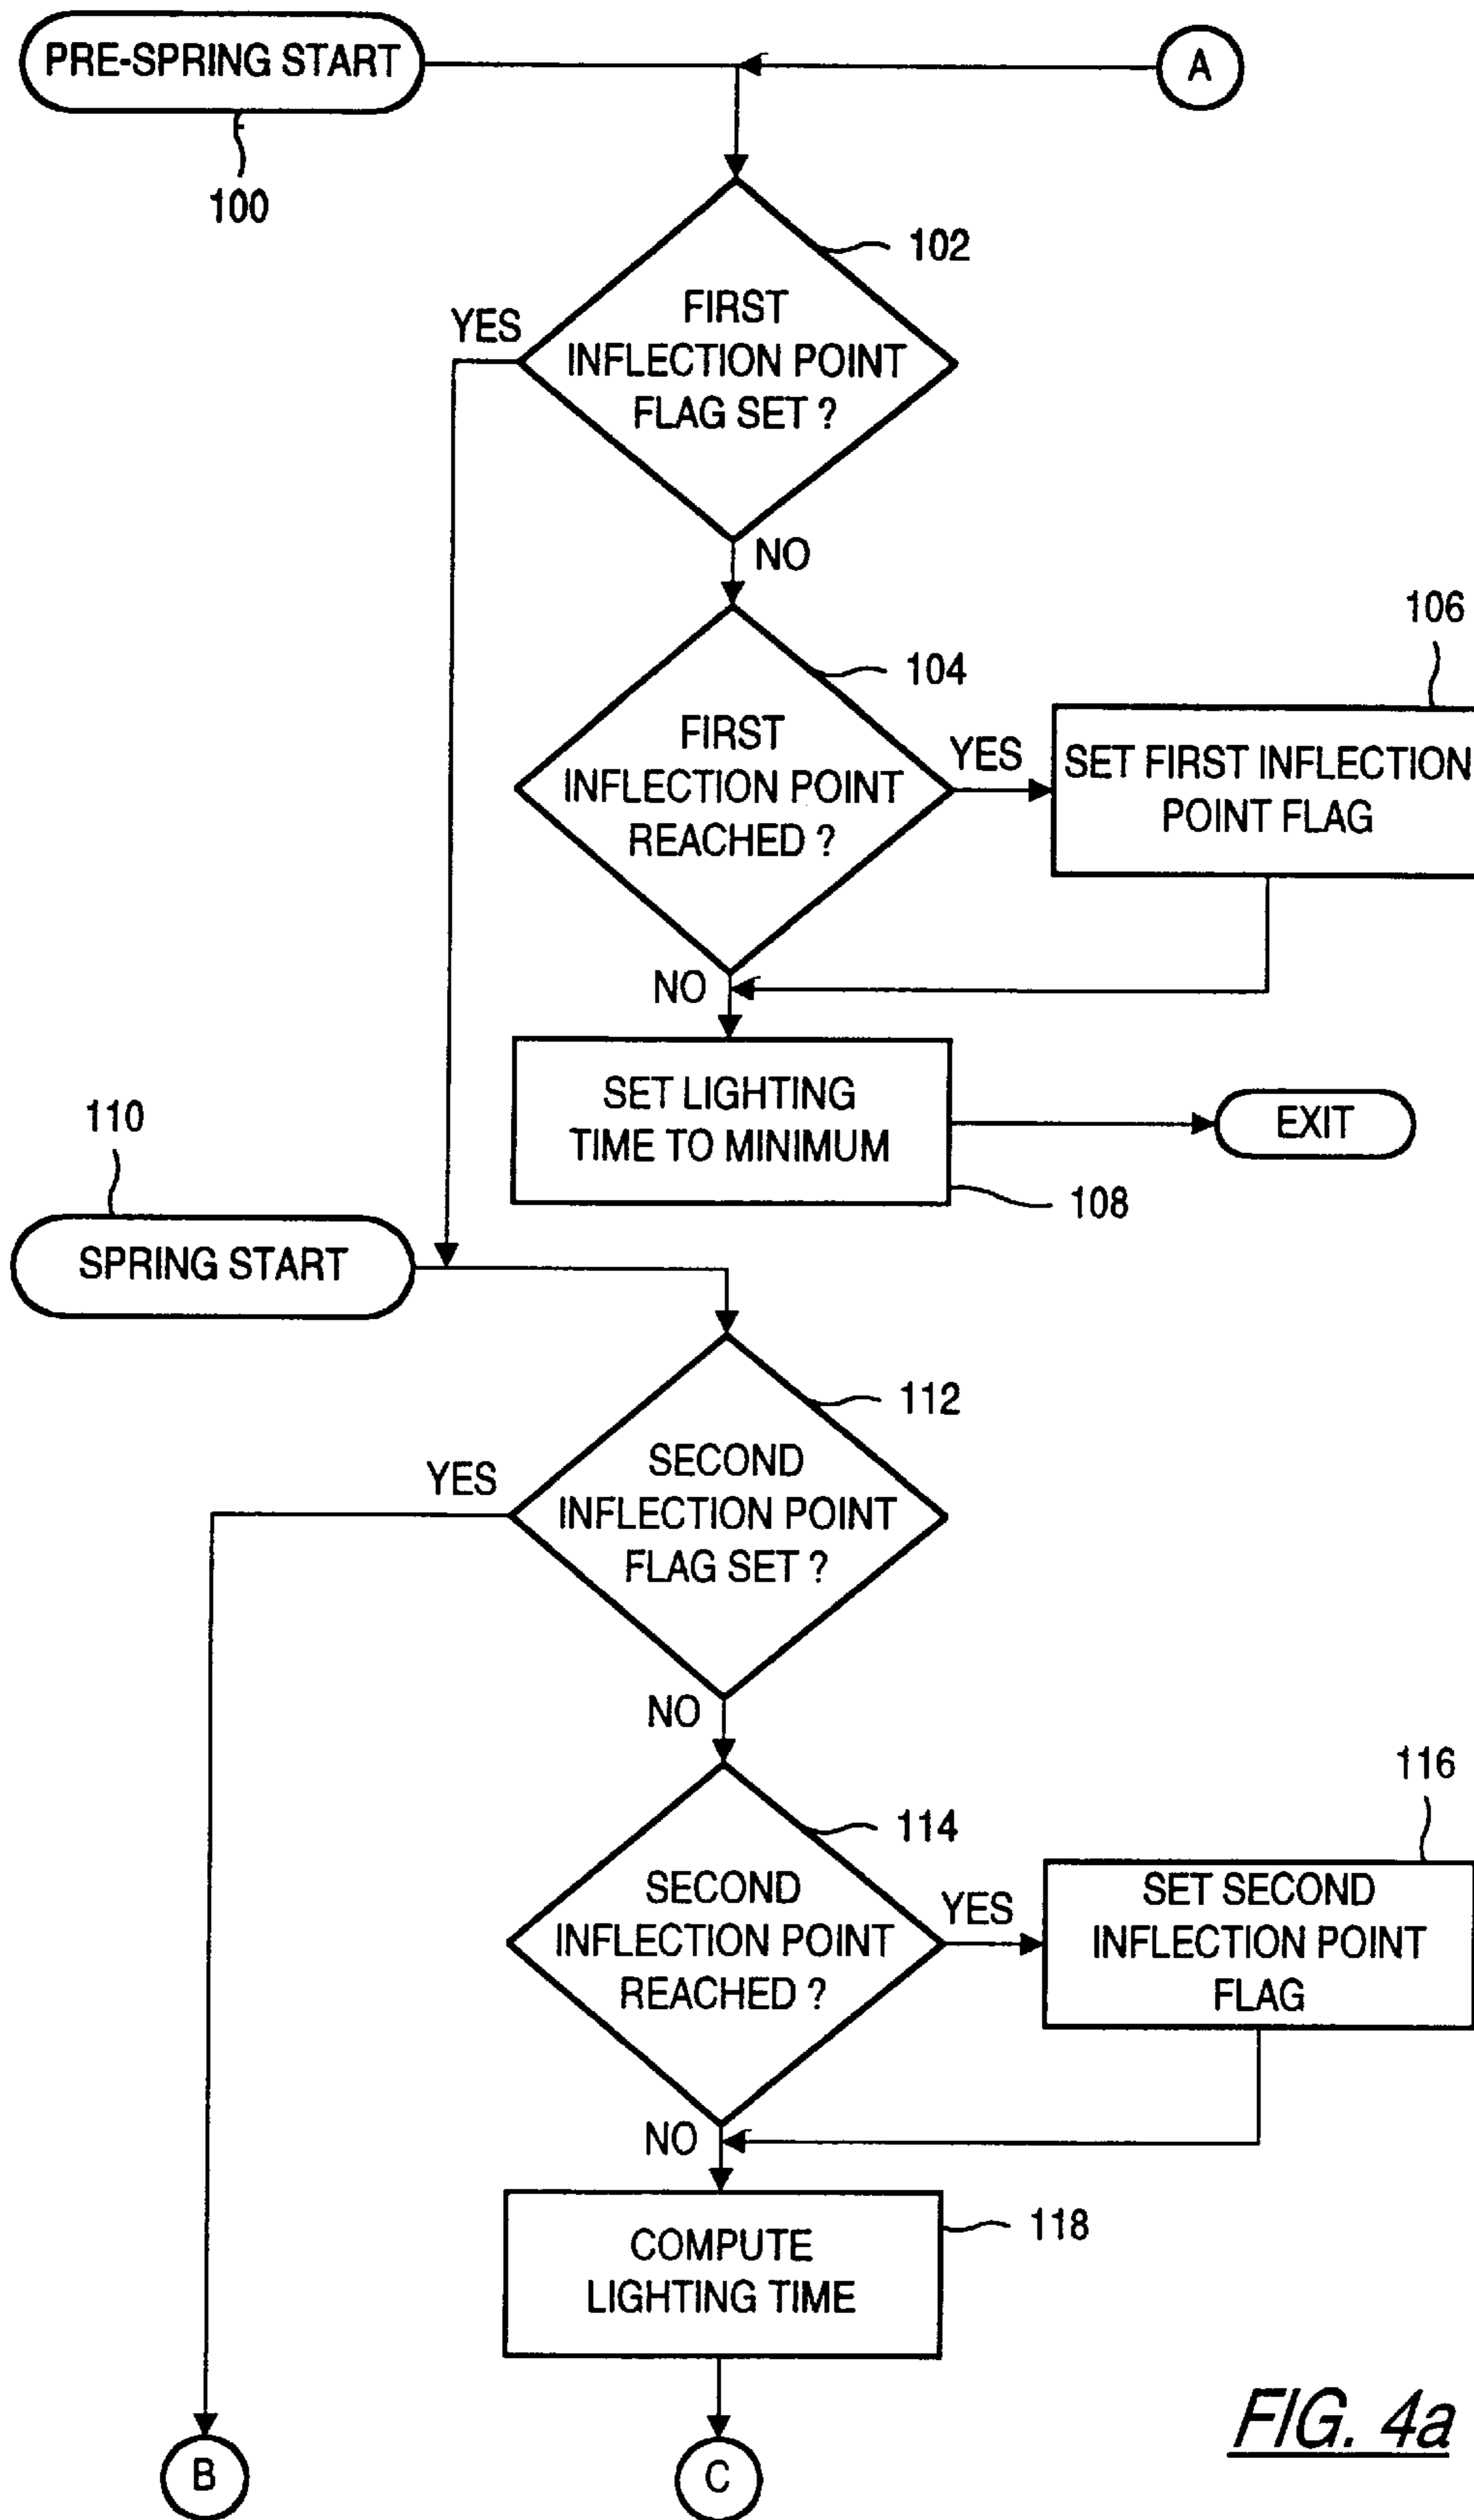 PRE-SPRING START
A
100
102
YES
FIRST
INFLECTION POINT
FLAG SET ?
NO
106
104
FIRST
INFLECTION POINT
REACHED ?
YES
SET FIRST INFLECTION
POINT FLAG
NO
SET LIGHTING
TIME TO MINIMUM
EXIT
108
110
SPRING START
112
YES
SECOND
INFLECTION POINT
FLAG SET ?
NO
116
114
SECOND
INFLECTION POINT
REACHED ?
YES
SET SECOND
INFLECTION POINT
FLAG
NO
COMPUTE
LIGHTING TIME
118
B
C
FIG. 4a